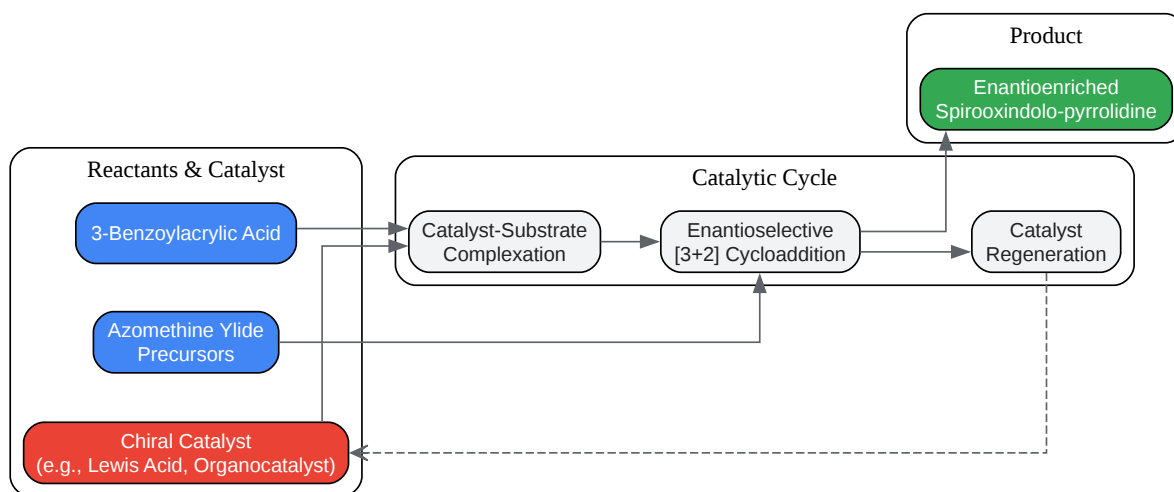 Product
Enantioenriched
Spirooxindolo-pyrrolidine
Reactants & Catalyst
3-Benzoylacrylic Acid
Azomethine Ylide
Precursors
Chiral Catalyst
(e.g., Lewis Acid, Organocatalyst)
Catalytic Cycle
Catalyst-Substrate
Complexation
Enantioselective
[3+2] Cycloaddition
Catalyst
Regeneration